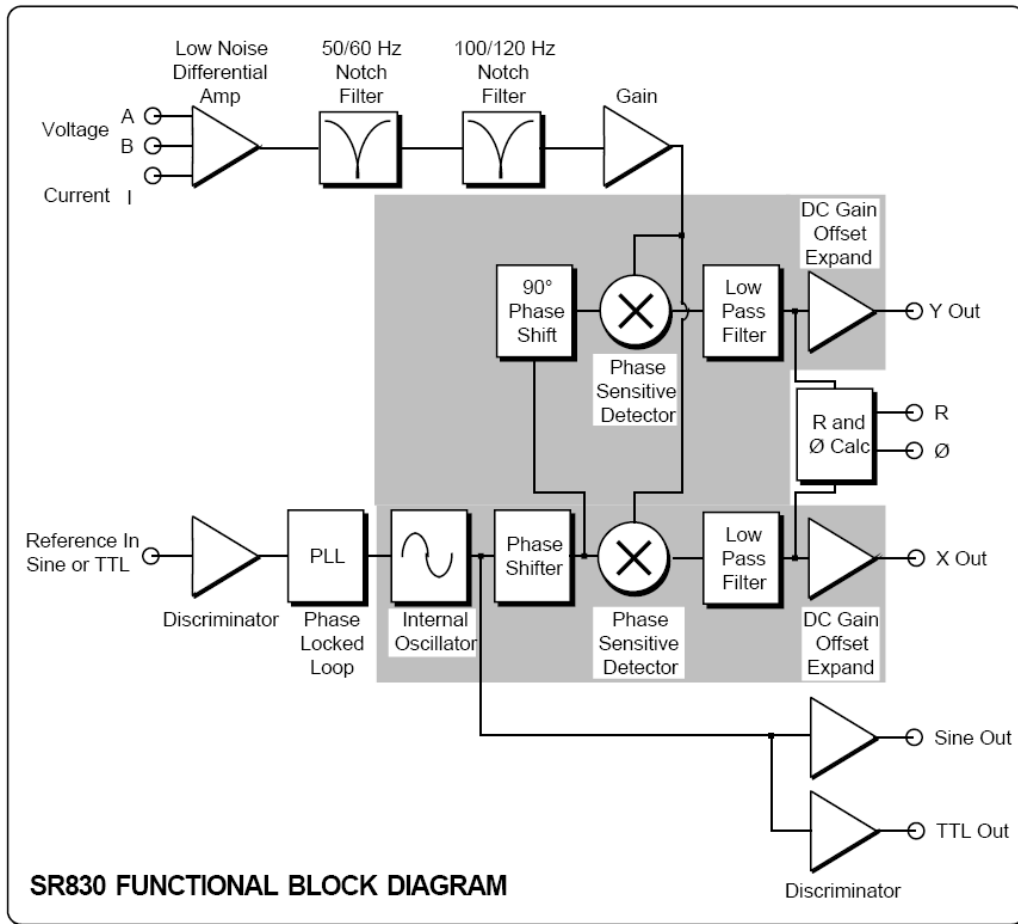 Low Noise
Differential
Amp
50/60 Hz
Notch
Filter
100/120 Hz
Notch
Filter
Gain
Voltage
A
B
Current
I
DC Gain
Offset
Expand
90°
Phase
Shift
Low
Pass
Filter
Y Out
Phase
Sensitive
Detector
R and
Ø Calc
R
Ø
Reference In
Sine or TTL
PLL
Phase
Shifter
Low
Pass
Filter
X Out
Discriminator
Phase
Locked
Loop
Internal
Oscillator
Phase
Sensitive
Detector
DC Gain
Offset
Expand
Sine Out
TTL Out
Discriminator
SR830 FUNCTIONAL BLOCK DIAGRAM